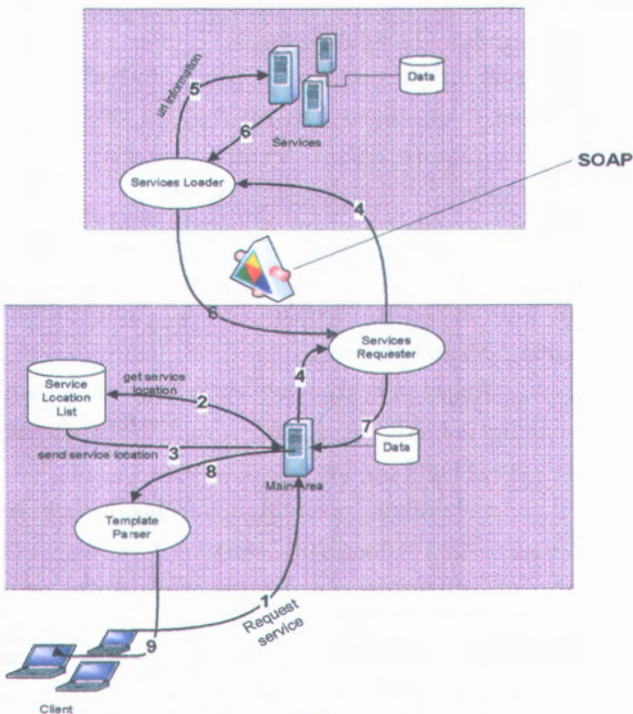 url information
5
6
Data
Services
SOAP
Services Loader
4
6
Services
Requester
4
get service
location
Service
Location
List
2
7
Data
send service location
3
8
Main Area
Template
Parser
1
Request
service
9
Client